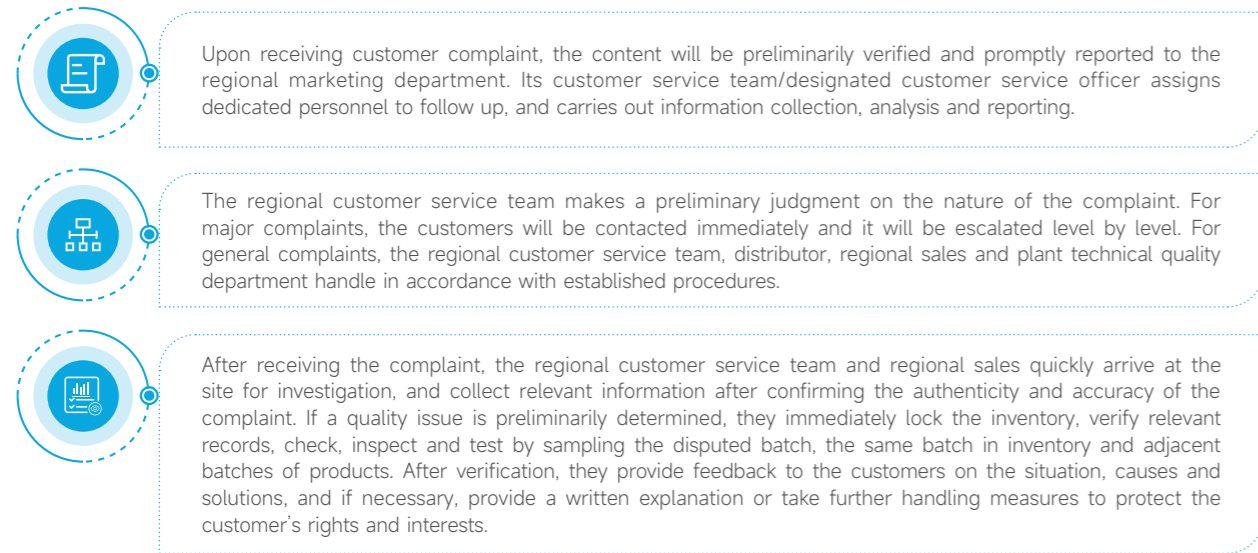 Upon receiving customer complaint, the content will be preliminarily verified and promptly reported to the
regional marketing department. Its customer service team/designated customer service officer assigns
dedicated personnel to follow up, and carries out information collection, analysis and reporting.
The regional customer service team makes a preliminary judgment on the nature of the complaint. For
major complaints, the customers will be contacted immediately and it will be escalated level by level. For
general complaints, the regional customer service team, distributor, regional sales and plant technical quality
department handle in accordance with established procedures.
After receiving the complaint, the regional customer service team and regional sales quickly arrive at the
site for investigation, and collect relevant information after confirming the authenticity and accuracy of the
complaint. If a quality issue is preliminarily determined, they immediately lock the inventory, verify relevant
records, check, inspect and test by sampling the disputed batch, the same batch in inventory and adjacent
batches of products. After verification, they provide feedback to the customers on the situation, causes and
solutions, and if necessary, provide a written explanation or take further handling measures to protect the
customer's rights and interests.